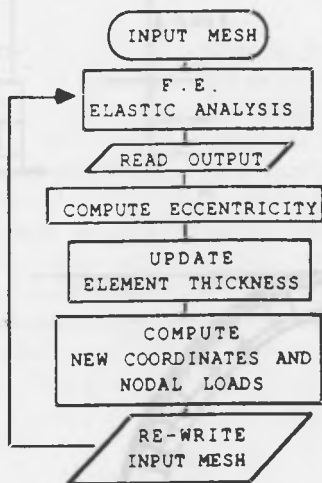 INPUT MESH
F.E.
ELASTIC ANALYSIS
READ OUTPUT
COMPUTE ECCENTRICITY
UPDATE
ELEMENT THICKNESS
COMPUTE
NEW COORDINATES AND
NODAL LOADS
RE-WRITE
INPUT MESH